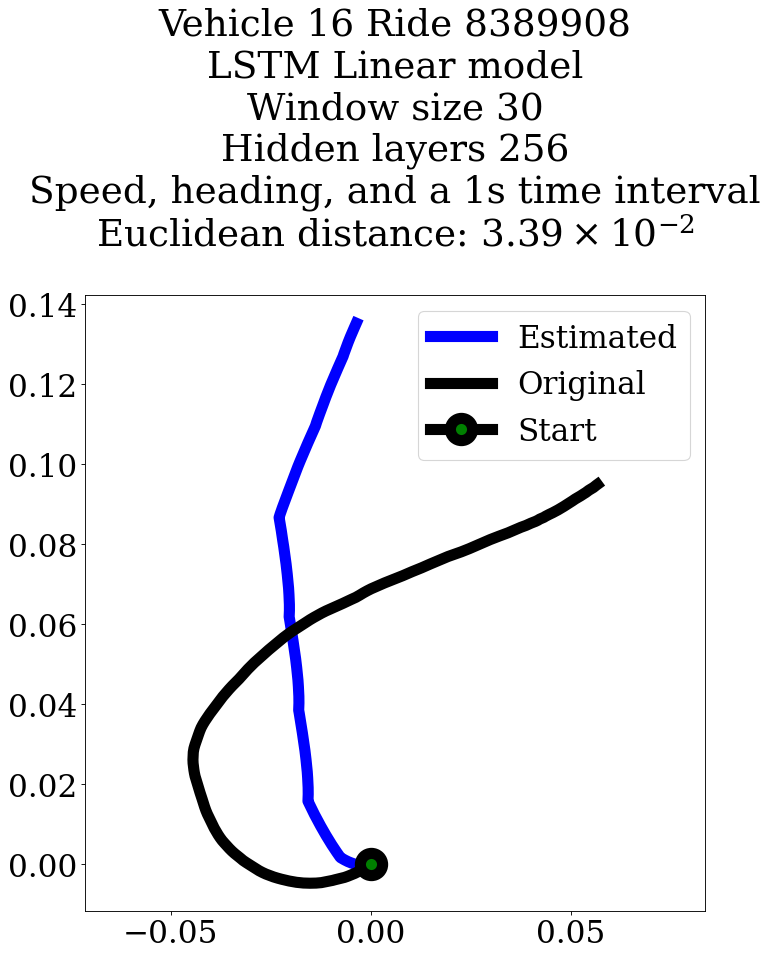 Vehicle 16 Ride 8389908
LSTM Linear model
Window size 30
Hidden layers 256
Speed, heading, and a 1s time interval
Euclidean distance: 3.39 × 10⁻²
0.14
0.12
0.10
0.08
0.06
0.04
0.02
0.00
Estimated
Original
Start
−0.05
0.00
0.05